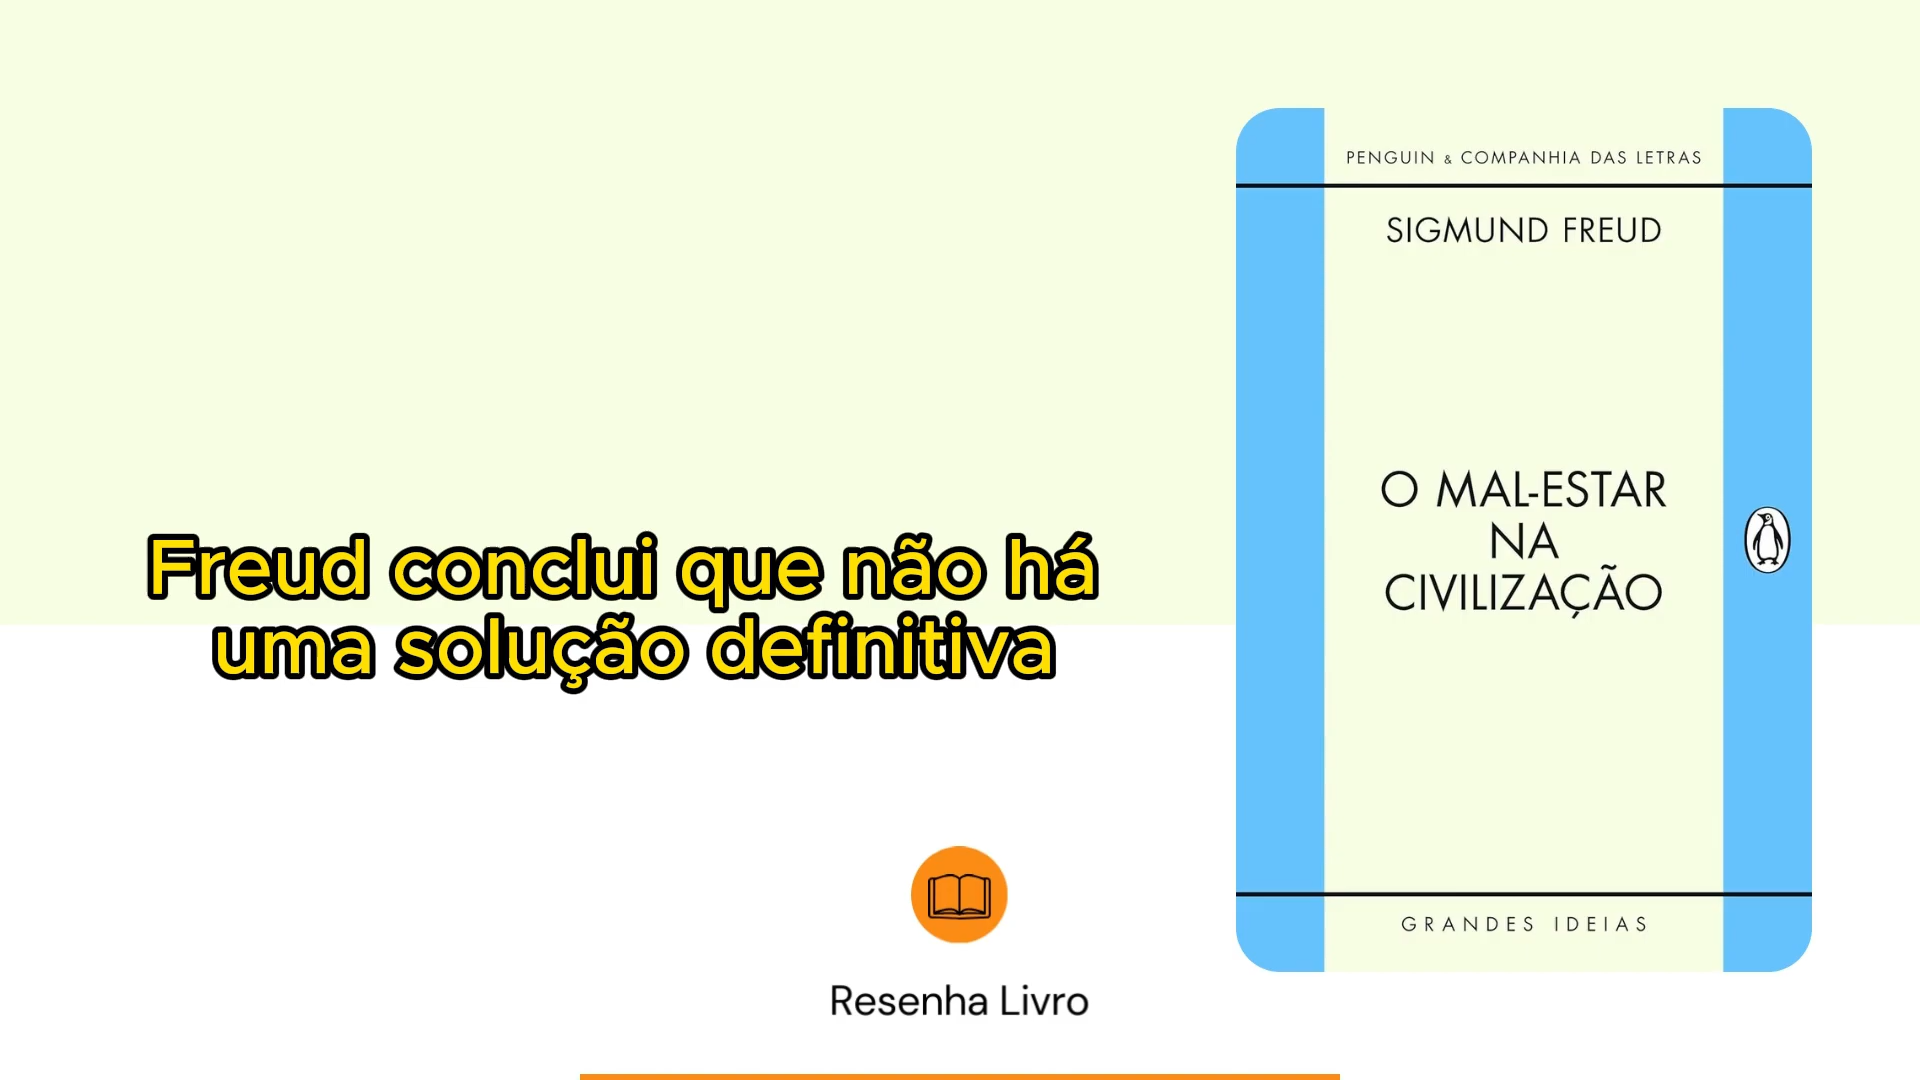 Freud conclui que não há
uma solução definitiva
Resenha Livro
PENGUIN & COMPANHIA DAS LETRAS
SIGMUND FREUD
O MAL-ESTAR
NA
CIVILIZAÇÃO
GRANDES IDEIAS